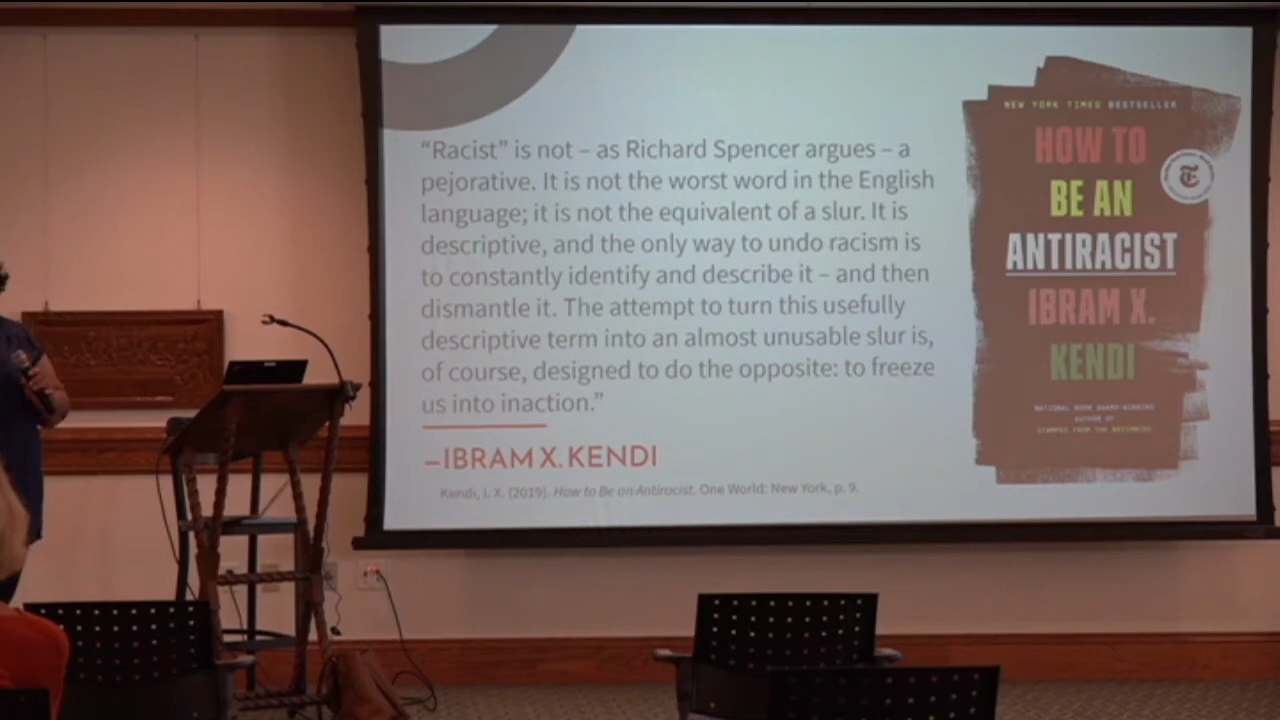 “Racist” is not – as Richard Spencer argues – a
pejorative. It is not the worst word in the English
language; it is not the equivalent of a slur. It is
descriptive, and the only way to undo racism is
to constantly identify and describe it – and then
dismantle it. The attempt to turn this usefully
descriptive term into an almost unusable slur is,
of course, designed to do the opposite: to freeze
us into inaction.”
–IBRAM X. KENDI
Kendi, I. X. (2019). How to Be an Antiracist. One World: New York, p. 9.
NEW YORK TIMES BESTSELLER
HOW TO
BE AN
ANTIRACIST
IBRAM X.
KENDI
NATIONAL BOOK AWARD–WINNING
AUTHOR OF
STAMPED FROM THE BEGINNING